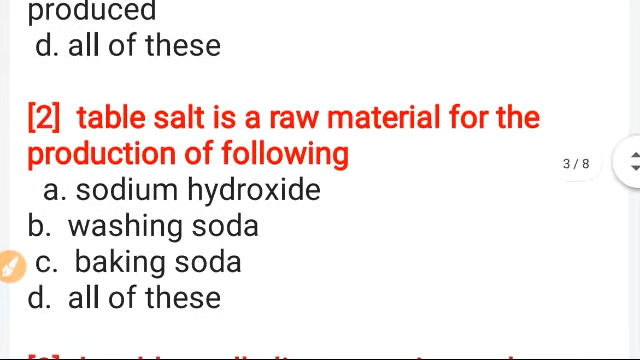 produced
d. all of these
[2] table salt is a raw material for the
production of following
3 / 8
a. sodium hydroxide
b. washing soda
c. baking soda
d. all of these